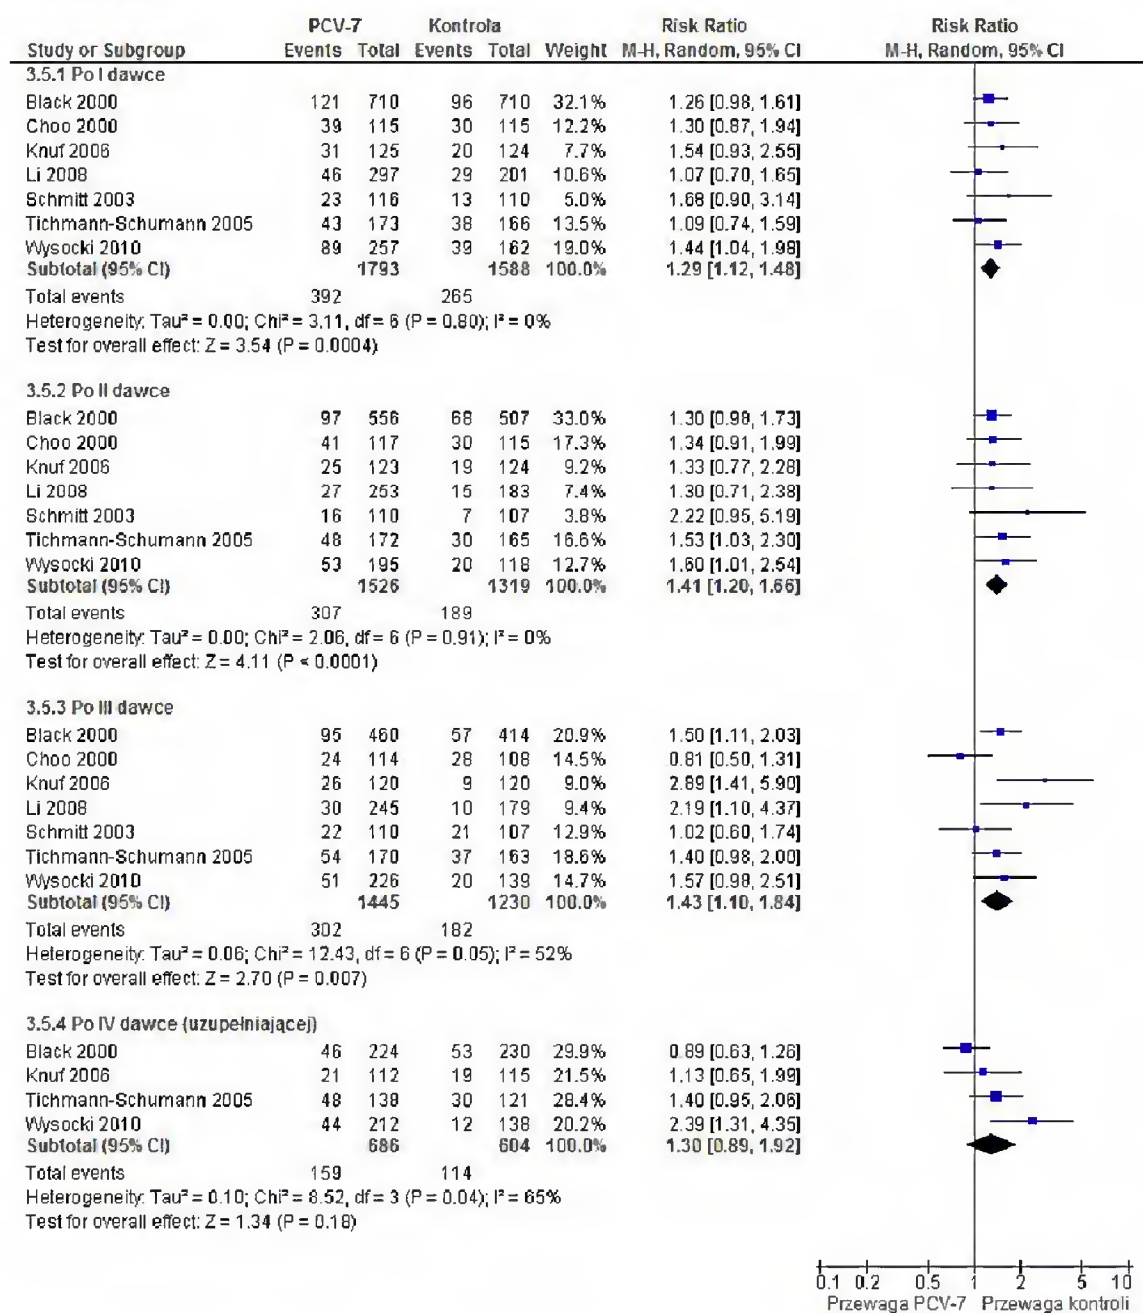 PCV-7 Kontrola Risk Ratio Risk Ratio
Study or Subgroup Events Total Events Total Weight M-H, Random, 95% CI M-H, Random, 95% CI
3.5.1 Po I dawce
Black 2000 121 710 96 710 32.1% 1.26 [0.98, 1.61]
Choo 2000 39 115 30 115 12.2% 1.30 [0.87, 1.94]
Knuf 2006 31 125 20 124 7.7% 1.54 [0.93, 2.55]
Li 2008 46 297 29 201 10.6% 1.07 [0.70, 1.65]
Schmitt 2003 23 116 13 110 5.0% 1.68 [0.90, 3.14]
Tichmann-Schumann 2005 43 173 38 166 13.5% 1.09 [0.74, 1.59]
Wysocki 2010 89 257 39 162 19.0% 1.44 [1.04, 1.98]
Subtotal (95% CI) 1793 1588 100.0% 1.29 [1.12, 1.48]
Total events 392 265
Heterogeneity: Tau² = 0.00; Chi² = 3.11, df = 6 (P = 0.80); I² = 0%
Test for overall effect: Z = 3.54 (P = 0.0004)
3.5.2 Po II dawce
Black 2000 97 556 68 507 33.0% 1.30 [0.98, 1.73]
Choo 2000 41 117 30 115 17.3% 1.34 [0.91, 1.99]
Knuf 2006 25 123 19 124 9.2% 1.33 [0.77, 2.28]
Li 2008 27 253 15 183 7.4% 1.30 [0.71, 2.38]
Schmitt 2003 16 110 7 107 3.8% 2.22 [0.95, 5.19]
Tichmann-Schumann 2005 48 172 30 165 16.6% 1.53 [1.03, 2.30]
Wysocki 2010 53 195 20 118 12.7% 1.60 [1.01, 2.54]
Subtotal (95% CI) 1526 1319 100.0% 1.41 [1.20, 1.66]
Total events 307 189
Heterogeneity: Tau² = 0.00; Chi² = 2.06, df = 6 (P = 0.91); I² = 0%
Test for overall effect: Z = 4.11 (P < 0.0001)
3.5.3 Po III dawce
Black 2000 95 460 57 414 20.9% 1.50 [1.11, 2.03]
Choo 2000 24 114 28 108 14.5% 0.81 [0.50, 1.31]
Knuf 2006 26 120 9 120 9.0% 2.89 [1.41, 5.90]
Li 2008 30 245 10 179 9.4% 2.19 [1.10, 4.37]
Schmitt 2003 22 110 21 107 12.9% 1.02 [0.60, 1.74]
Tichmann-Schumann 2005 54 170 37 163 18.6% 1.40 [0.98, 2.00]
Wysocki 2010 51 226 20 139 14.7% 1.57 [0.98, 2.51]
Subtotal (95% CI) 1445 1230 100.0% 1.43 [1.10, 1.84]
Total events 302 182
Heterogeneity: Tau² = 0.06; Chi² = 12.43, df = 6 (P = 0.05); I² = 52%
Test for overall effect: Z = 2.70 (P = 0.007)
3.5.4 Po IV dawce (uzupełniającej)
Black 2000 46 224 53 230 29.9% 0.89 [0.63, 1.26]
Knuf 2006 21 112 19 115 21.5% 1.13 [0.65, 1.99]
Tichmann-Schumann 2005 48 138 30 121 28.4% 1.40 [0.95, 2.06]
Wysocki 2010 44 212 12 138 20.2% 2.39 [1.31, 4.35]
Subtotal (95% CI) 686 604 100.0% 1.30 [0.89, 1.92]
Total events 159 114
Heterogeneity: Tau² = 0.10; Chi² = 8.52, df = 3 (P = 0.04); I² = 65%
Test for overall effect: Z = 1.34 (P = 0.18)
0.1 0.2 0.5 1 2 5 10
Przewaga PCV-7 Przewaga kontroli